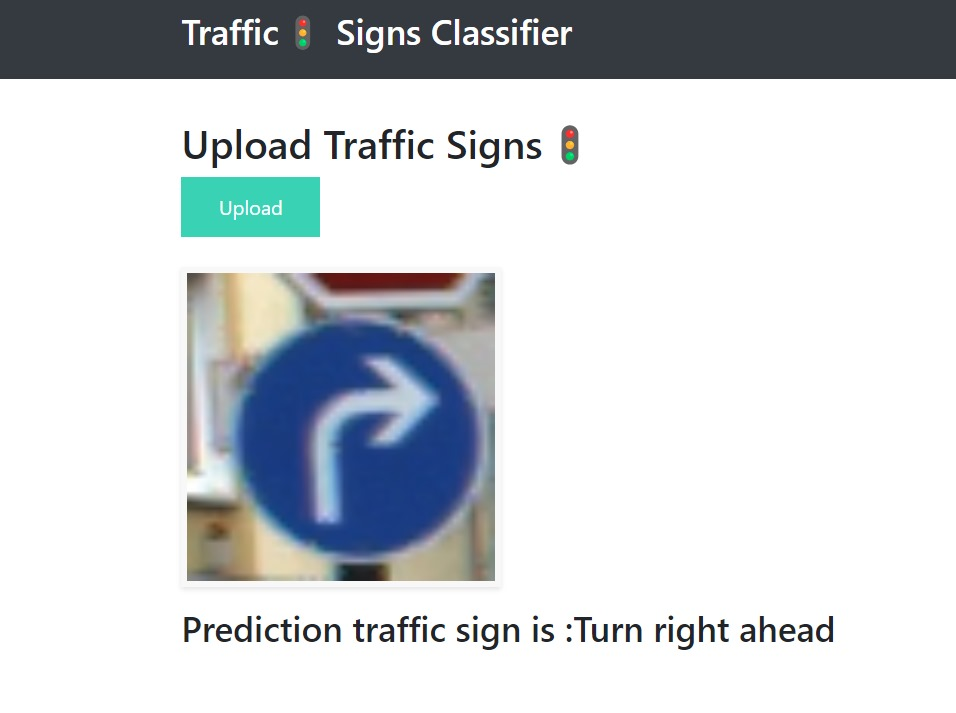 Traffic 🚦 Signs Classifier
Upload Traffic Signs 🚦
Upload
Prediction traffic sign is :Turn right ahead